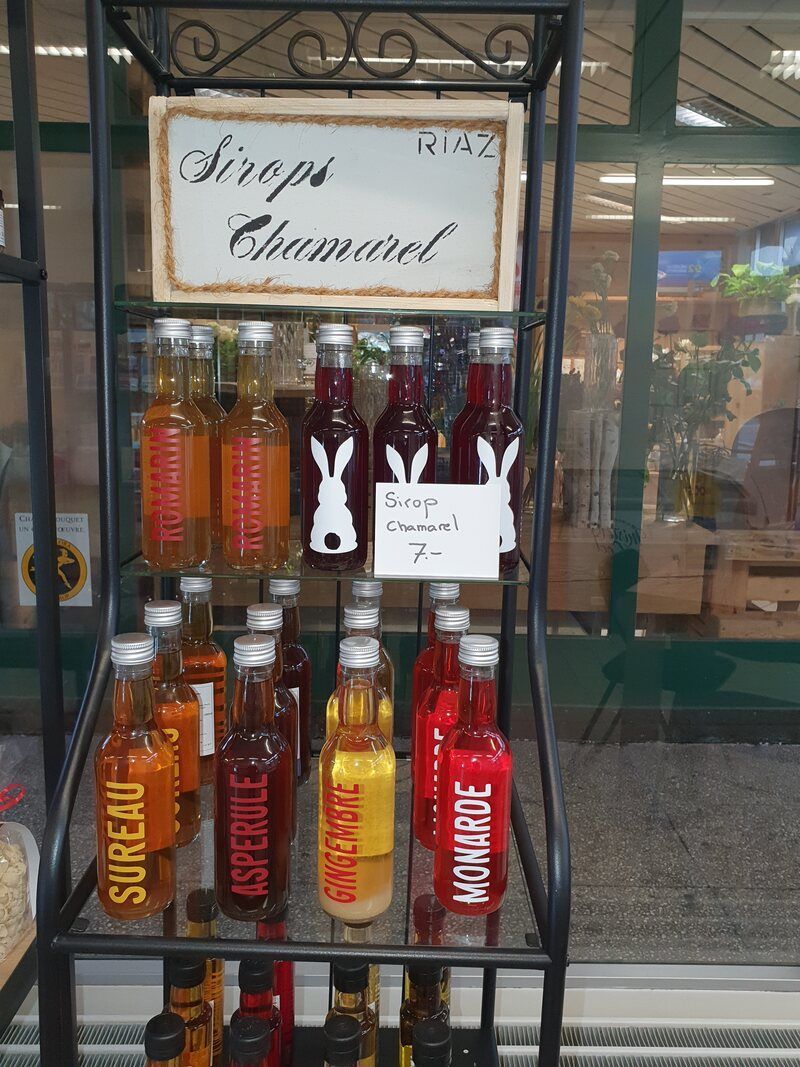 RIAZ
Sirops
Chamarel
ROMARIN
ROMARIN
Sirop
Chamarel
7.-
SUREAU
ASPERULE
GINGEMBRE
MONARDE